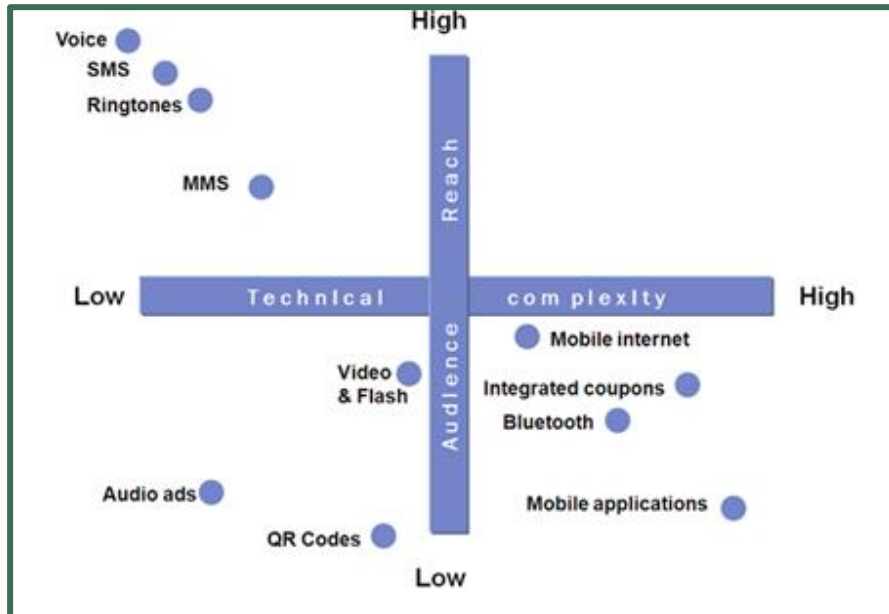 High
Voice
SMS
Ringtones
MMS
Audience Reach
Low
Technical complexity
High
Mobile internet
Video
& Flash
Integrated coupons
Bluetooth
Audio ads
Mobile applications
QR Codes
Low